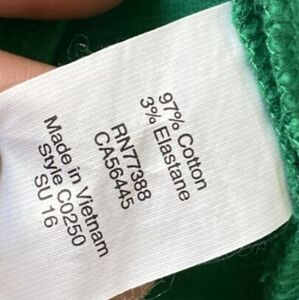 97% Cotton
3% Elastane
RN77388
CA56445
Made in Vietnam
Style C0250
SU 16